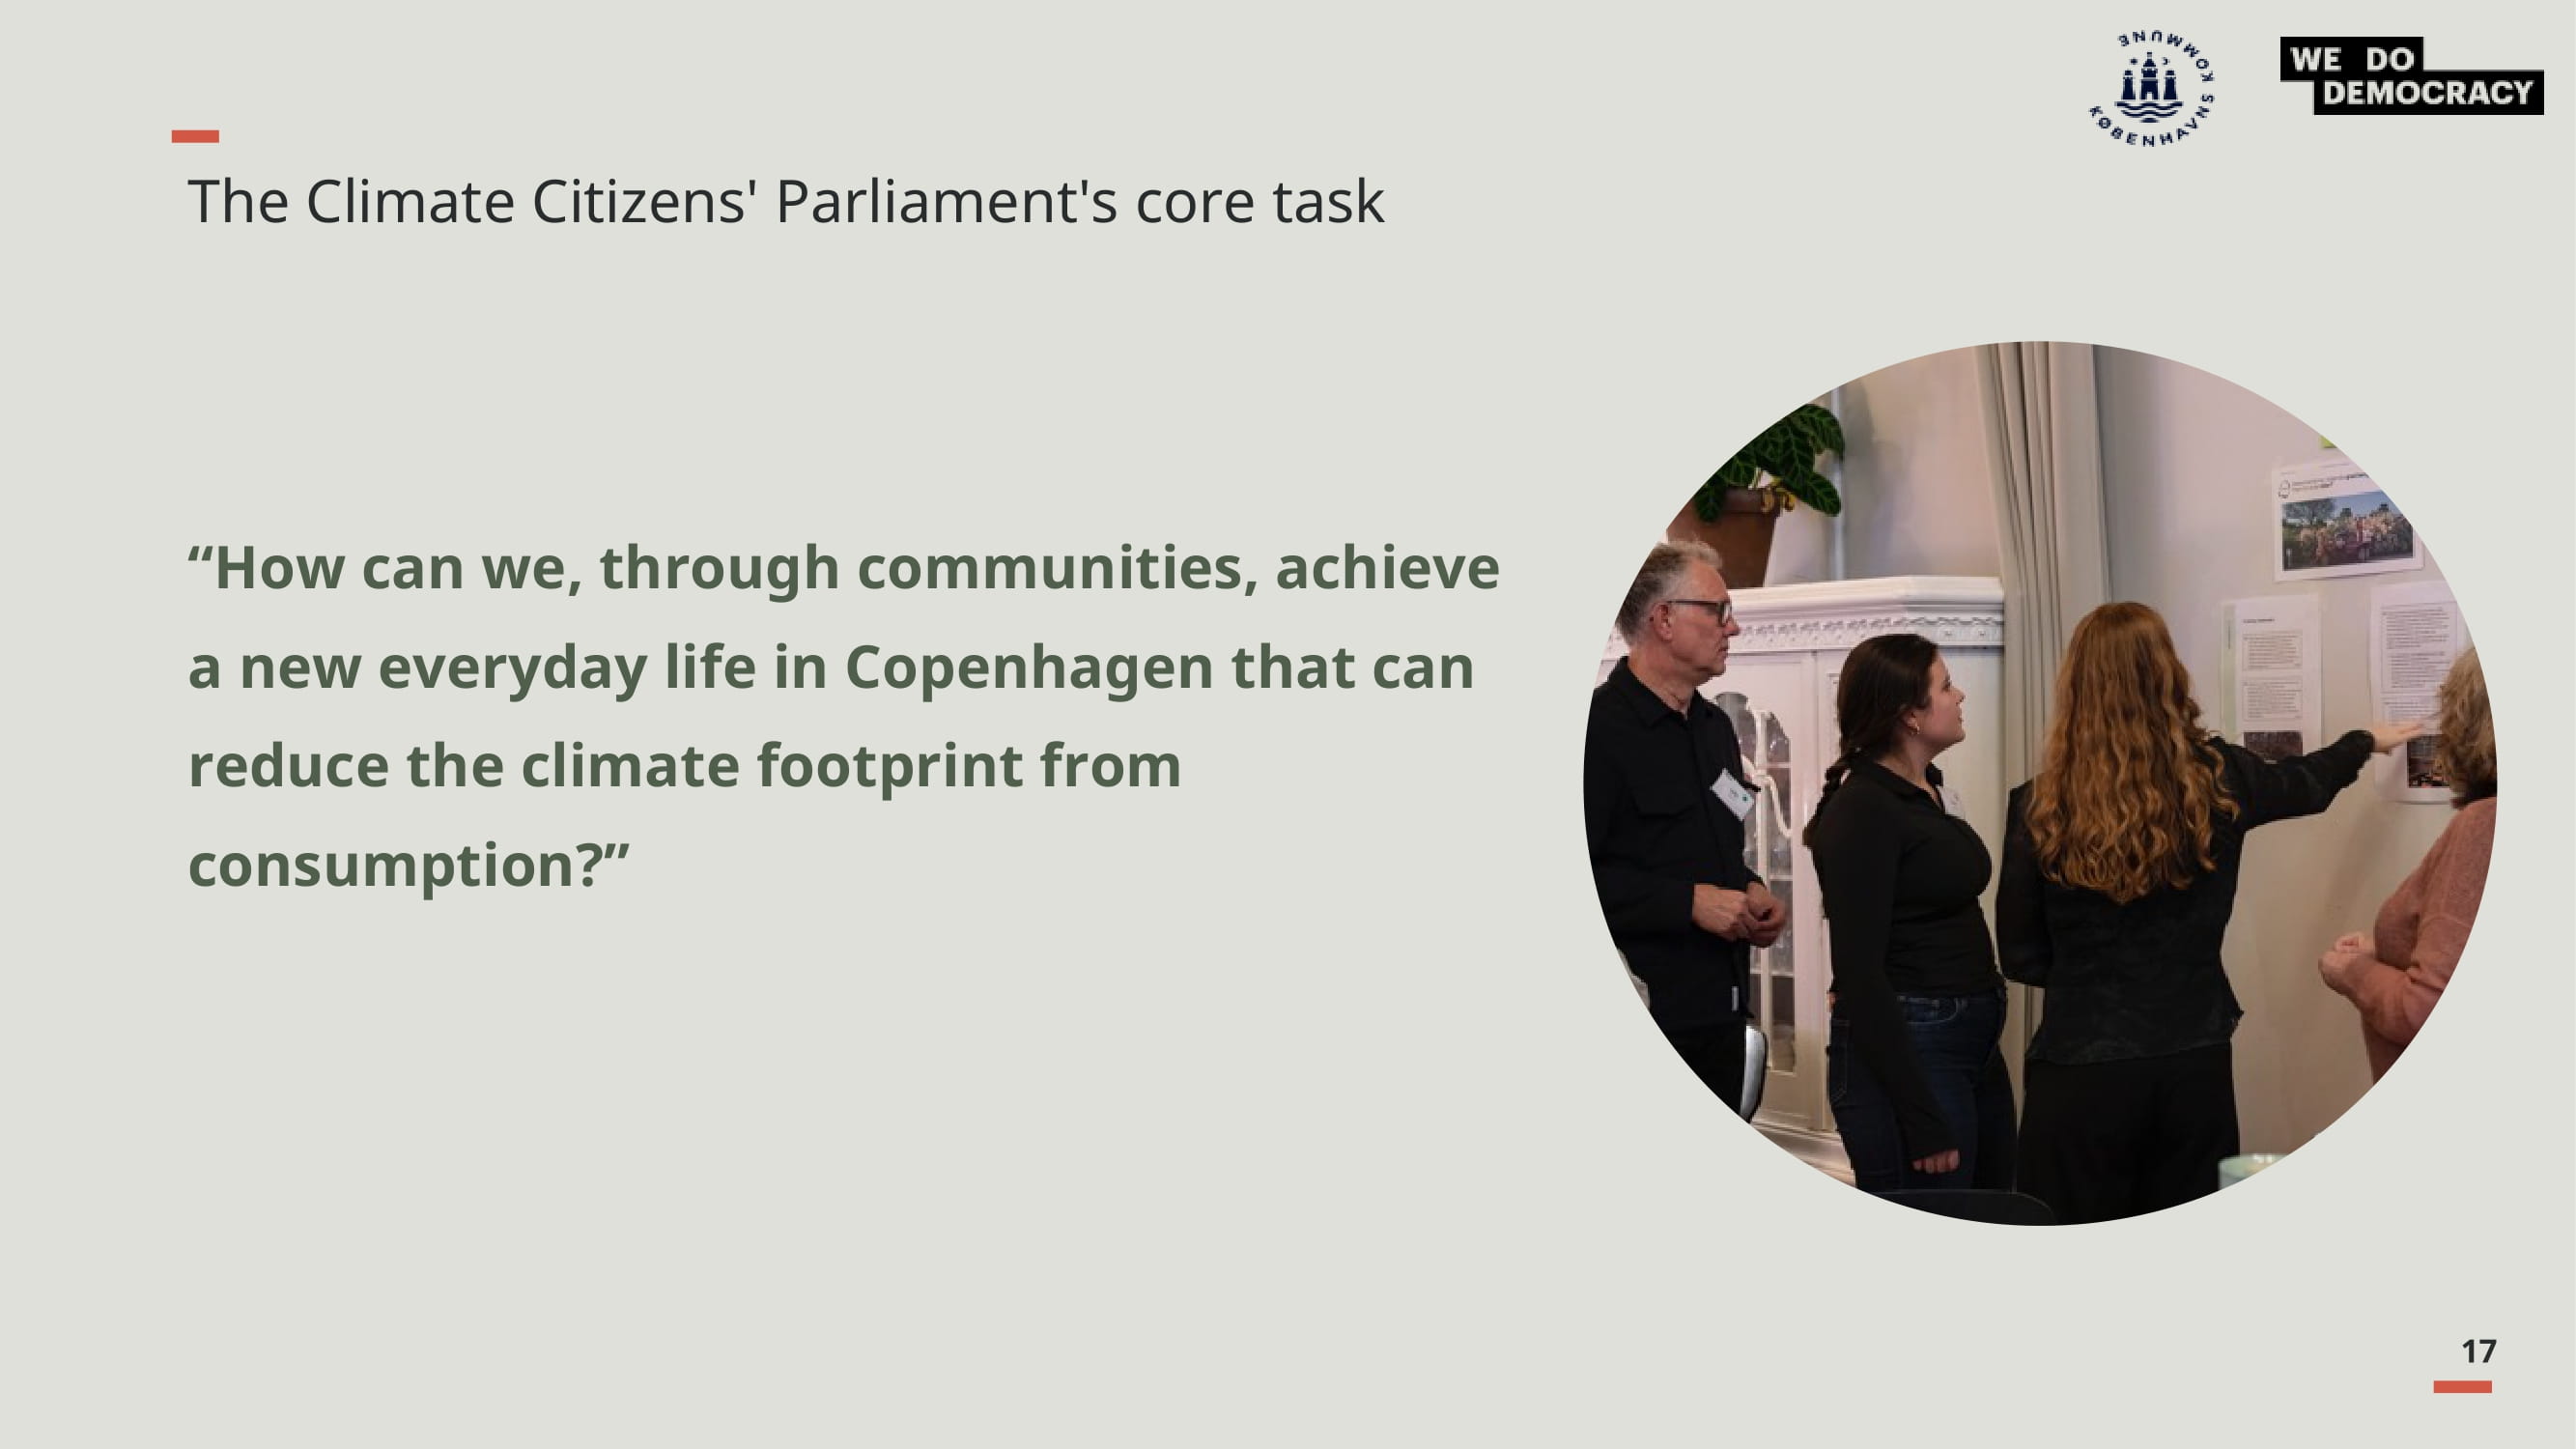 KØBENHAVNS KOMMUNE
WE DO
DEMOCRACY
The Climate Citizens' Parliament's core task
“How can we, through communities, achieve
a new everyday life in Copenhagen that can
reduce the climate footprint from
consumption?”
17